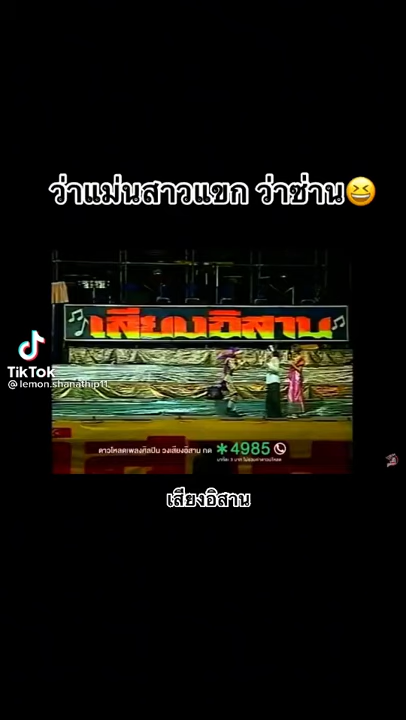 ว่าแม่นสาวแขก ว่าซ่าน😆
เสียงอิสาน
TikTok
@lemon.shanathip11
ดาวโหลดเพลงศิลปิน วงเสียงอิสาน กด *4985
เสียงอิสาน